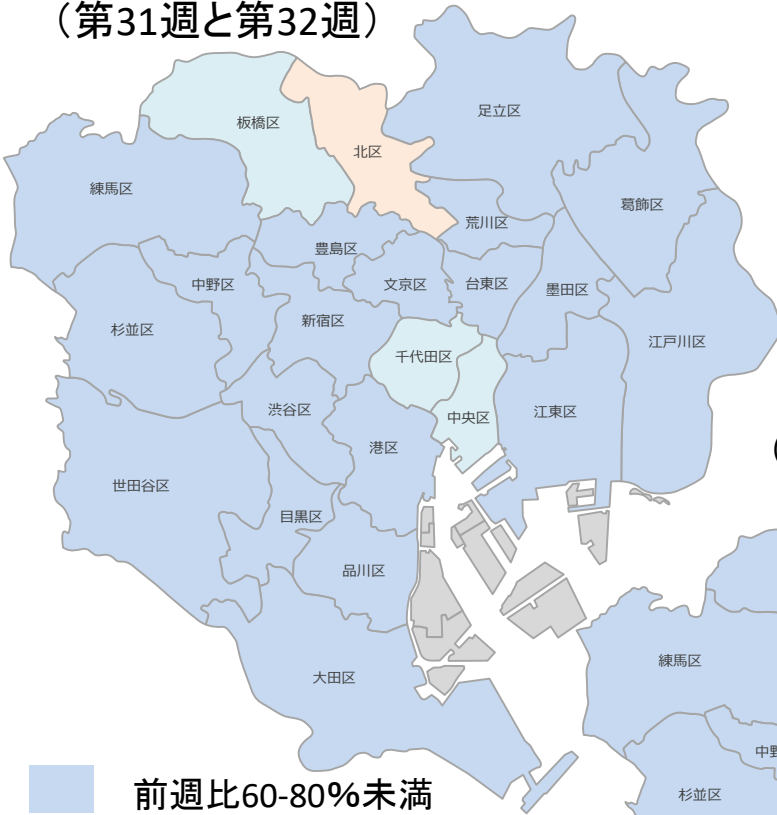 （第31週と第32週）
足立区
板橋区
北区
練馬区
葛飾区
荒川区
豊島区
中野区
文京区
台東区
墨田区
新宿区
杉並区
江戸川区
千代田区
渋谷区
中央区
江東区
港区
世田谷区
目黒区
品川区
練馬区
大田区
中野
杉並区
前週比60-80%未満